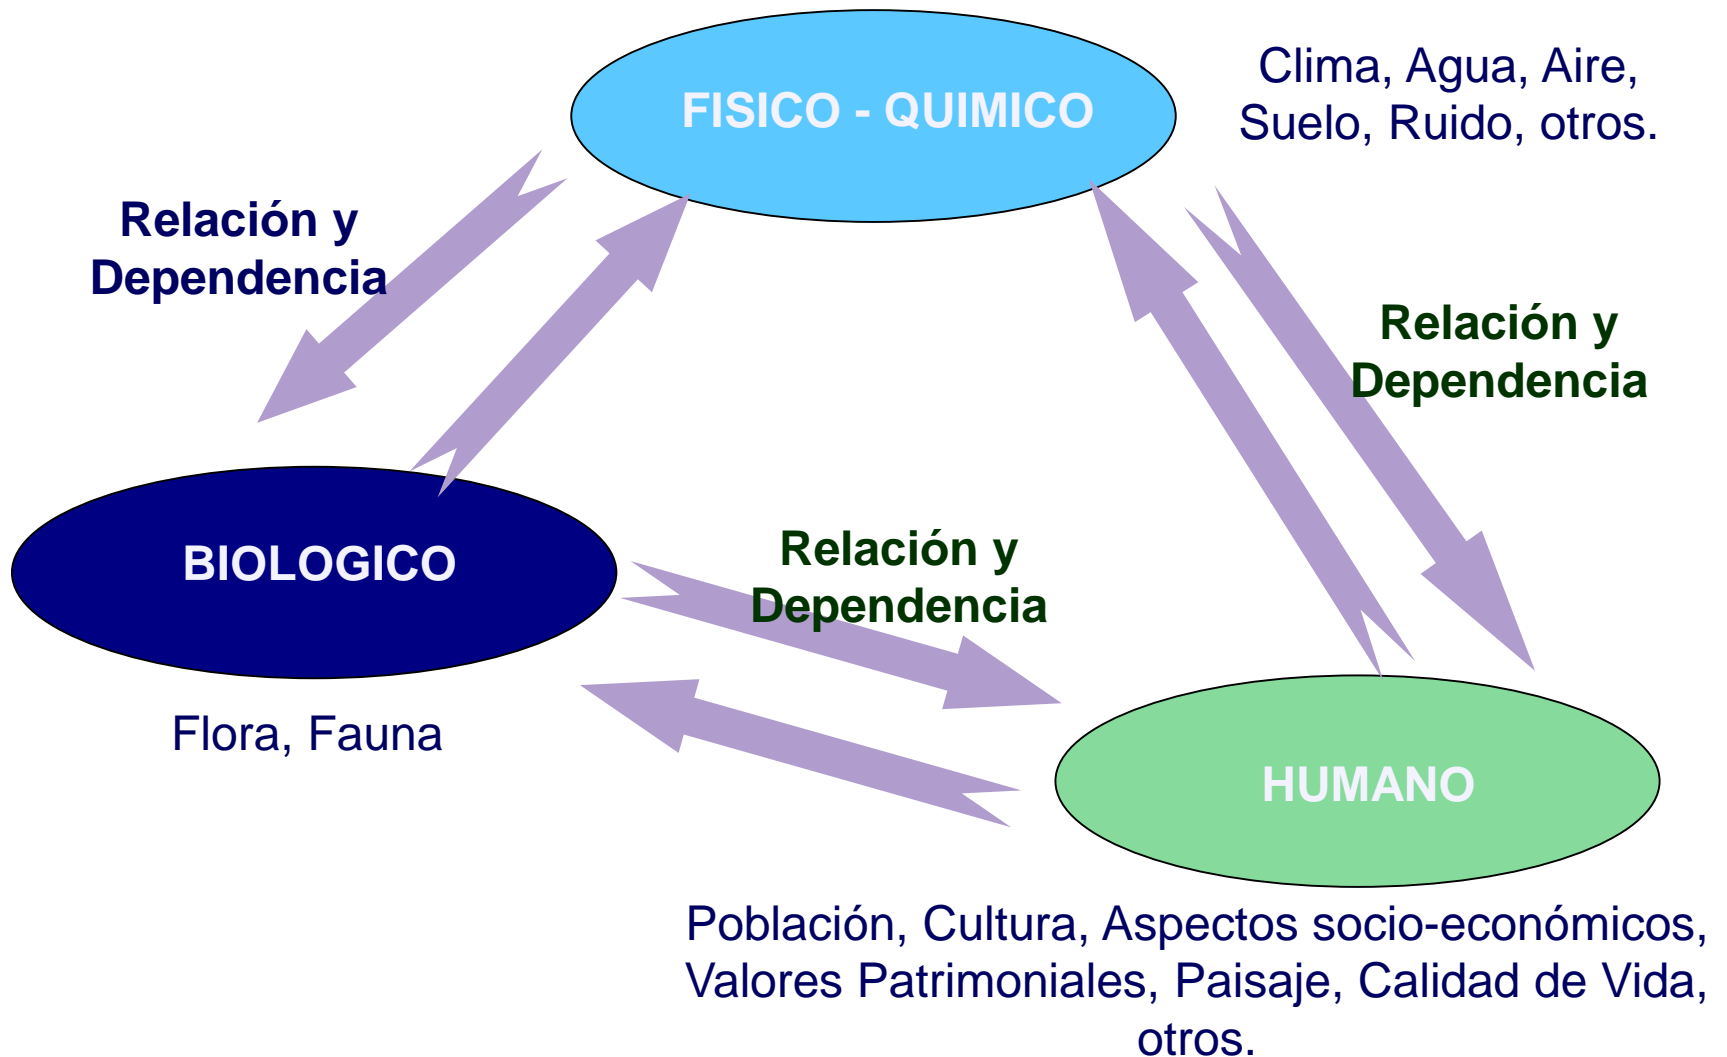 FISICO - QUIMICO
Clima, Agua, Aire,
Suelo, Ruido, otros.
Relación y
Dependencia
Relación y
Dependencia
BIOLOGICO
Relación y
Dependencia
Flora, Fauna
HUMANO
Población, Cultura, Aspectos socio-económicos,
Valores Patrimoniales, Paisaje, Calidad de Vida,
otros.